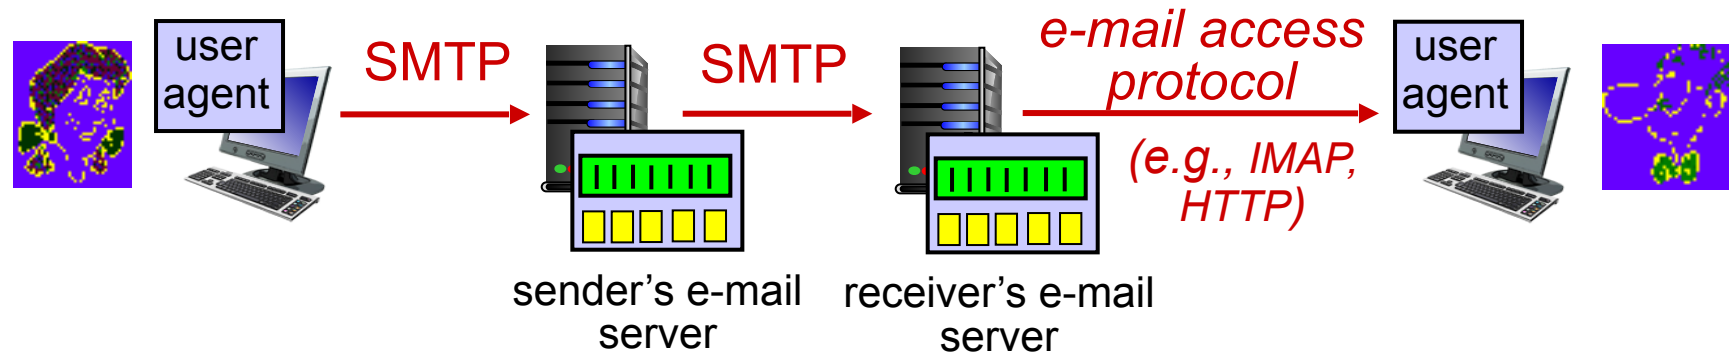 user
agent
SMTP
SMTP
e-mail access
protocol
(e.g., IMAP,
HTTP)
user
agent
sender’s e-mail
server
receiver’s e-mail
server